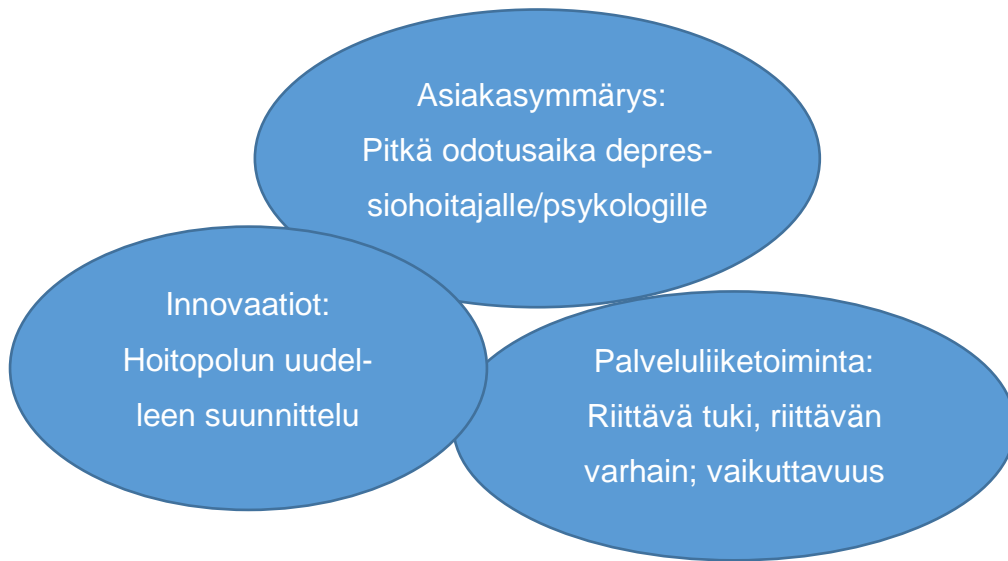 Asiakasymmärys:
Pitkä odotusaika depres-
siohoitajalle/psykologille
Innovaatiot:
Hoitopolun uudel-
leen suunnittelu
Palveluliiketoiminta:
Riittävä tuki, riittävän
varhain; vaikuttavuus